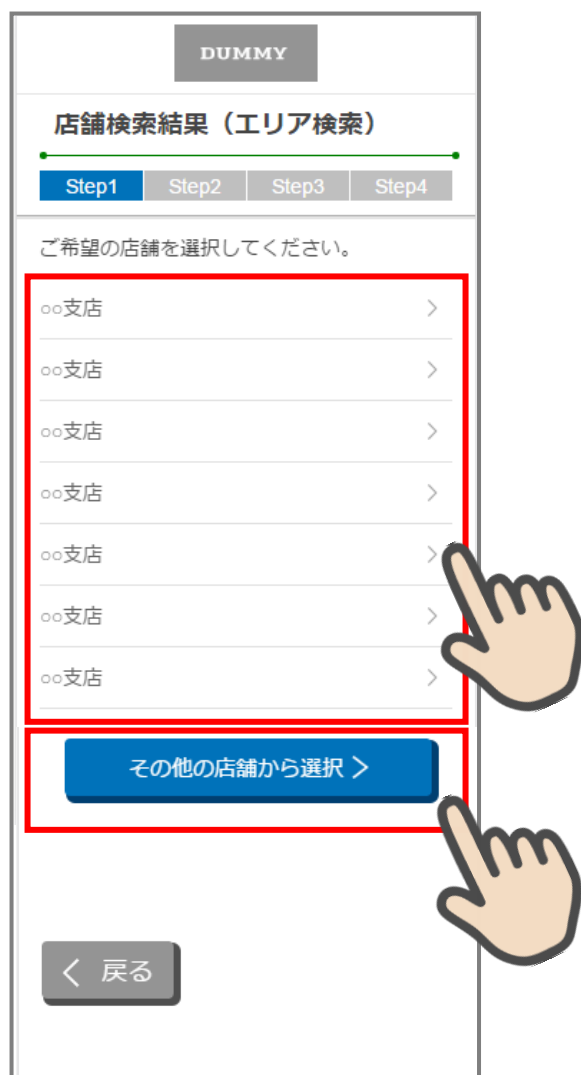 DUMMY
店舗検索結果（エリア検索）
Step1 Step2 Step3 Step4
ご希望の店舗を選択してください。
○○支店
○○支店
○○支店
○○支店
○○支店
○○支店
○○支店
その他の店舗から選択 >
< 戻る